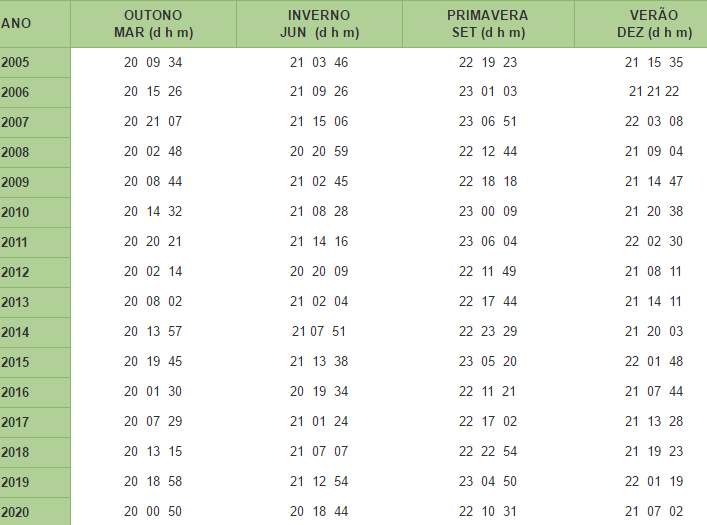 ANO OUTONO MAR (d h m) INVERNO JUN (d h m) PRIMAVERA SET (d h m) VERÃO DEZ (d h m)
2005 20 09 34 21 03 46 22 19 23 21 15 35
2006 20 15 26 21 09 26 23 01 03 21 21 22
2007 20 21 07 21 15 06 23 06 51 22 03 08
2008 20 02 48 20 20 59 22 12 44 21 09 04
2009 20 08 44 21 02 45 22 18 18 21 14 47
2010 20 14 32 21 08 28 23 00 09 21 20 38
2011 20 20 21 21 14 16 23 06 04 22 02 30
2012 20 02 14 20 20 09 22 11 49 21 08 11
2013 20 08 02 21 02 04 22 17 44 21 14 11
2014 20 13 57 21 07 51 22 23 29 21 20 03
2015 20 19 45 21 13 38 23 05 20 22 01 48
2016 20 01 30 20 19 34 22 11 21 21 07 44
2017 20 07 29 21 01 24 22 17 02 21 13 28
2018 20 13 15 21 07 07 22 22 54 21 19 23
2019 20 18 58 21 12 54 23 04 50 22 01 19
2020 20 00 50 20 18 44 22 10 31 21 07 02